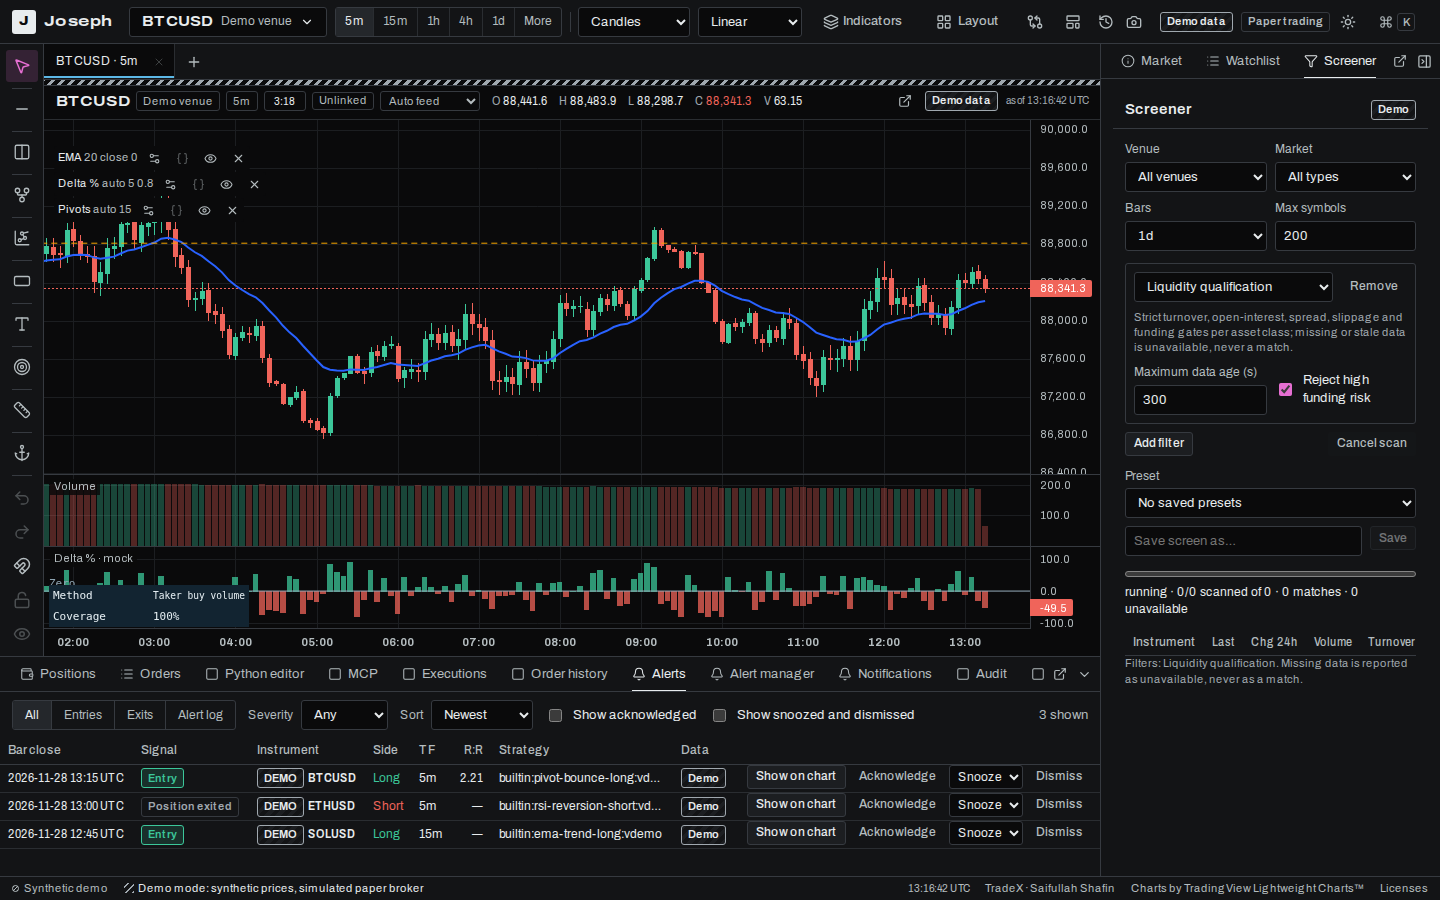 J Joseph BTCUSD Demo venue 5m 15m 1h 4h 1d More Candles Linear Indicators Layout Demo data Paper trading ⌘ K
BTCUSD · 5m × +
Market Watchlist Screener
BTCUSD Demo venue 5m 3:18 Unlinked Auto feed O 88,441.6 H 88,483.9 L 88,298.7 C 88,341.3 V 63.15 Demo data as of 13:16:42 UTC
EMA 20 close 0 { } ×
Delta % auto 5 0.8 { } ×
Pivots auto 15 { } ×
90,000.0
89,600.0
89,200.0
88,800.0
88,341.3
88,000.0
87,600.0
87,200.0
86,800.0
86,400.0
Volume
200.0
100.0
Delta % · mock
Zero
Method Taker buy volume
Coverage 100%
100.0
0.0
-49.5
-100.0
02:00 03:00 04:00 05:00 06:00 07:00 08:00 09:00 10:00 11:00 12:00 13:00
Screener Demo
Venue Market
All venues All types
Bars Max symbols
1d 200
Liquidity qualification Remove
Strict turnover, open-interest, spread, slippage and
funding gates per asset class; missing or stale data
is unavailable, never a match.
Maximum data age (s)
300
Reject high
funding risk
Add filter Cancel scan
Preset
No saved presets
Save screen as... Save
running · 0/0 scanned of 0 · 0 matches · 0
unavailable
Instrument Last Chg 24h Volume Turnover
Filters: Liquidity qualification. Missing data is reported
as unavailable, never as a match.
Positions Orders Python editor MCP Executions Order history Alerts Alert manager Notifications Audit
All Entries Exits Alert log Severity Any Sort Newest Show acknowledged Show snoozed and dismissed 3 shown
Bar close Signal Instrument Side TF R:R Strategy Data
2026-11-28 13:15 UTC Entry DEMO BTCUSD Long 5m 2.21 builtin:pivot-bounce-long:vd... Demo Show on chart Acknowledge Snooze Dismiss
2026-11-28 13:00 UTC Position exited DEMO ETHUSD Short 5m — builtin:rsi-reversion-short:vd... Demo Show on chart Acknowledge Snooze Dismiss
2026-11-28 12:45 UTC Entry DEMO SOLUSD Long 15m — builtin:ema-trend-long:vdemo Demo Show on chart Acknowledge Snooze Dismiss
Synthetic demo Demo mode: synthetic prices, simulated paper broker 13:16:42 UTC TradeX · Saifullah Shafin Charts by TradingView Lightweight Charts™ Licenses